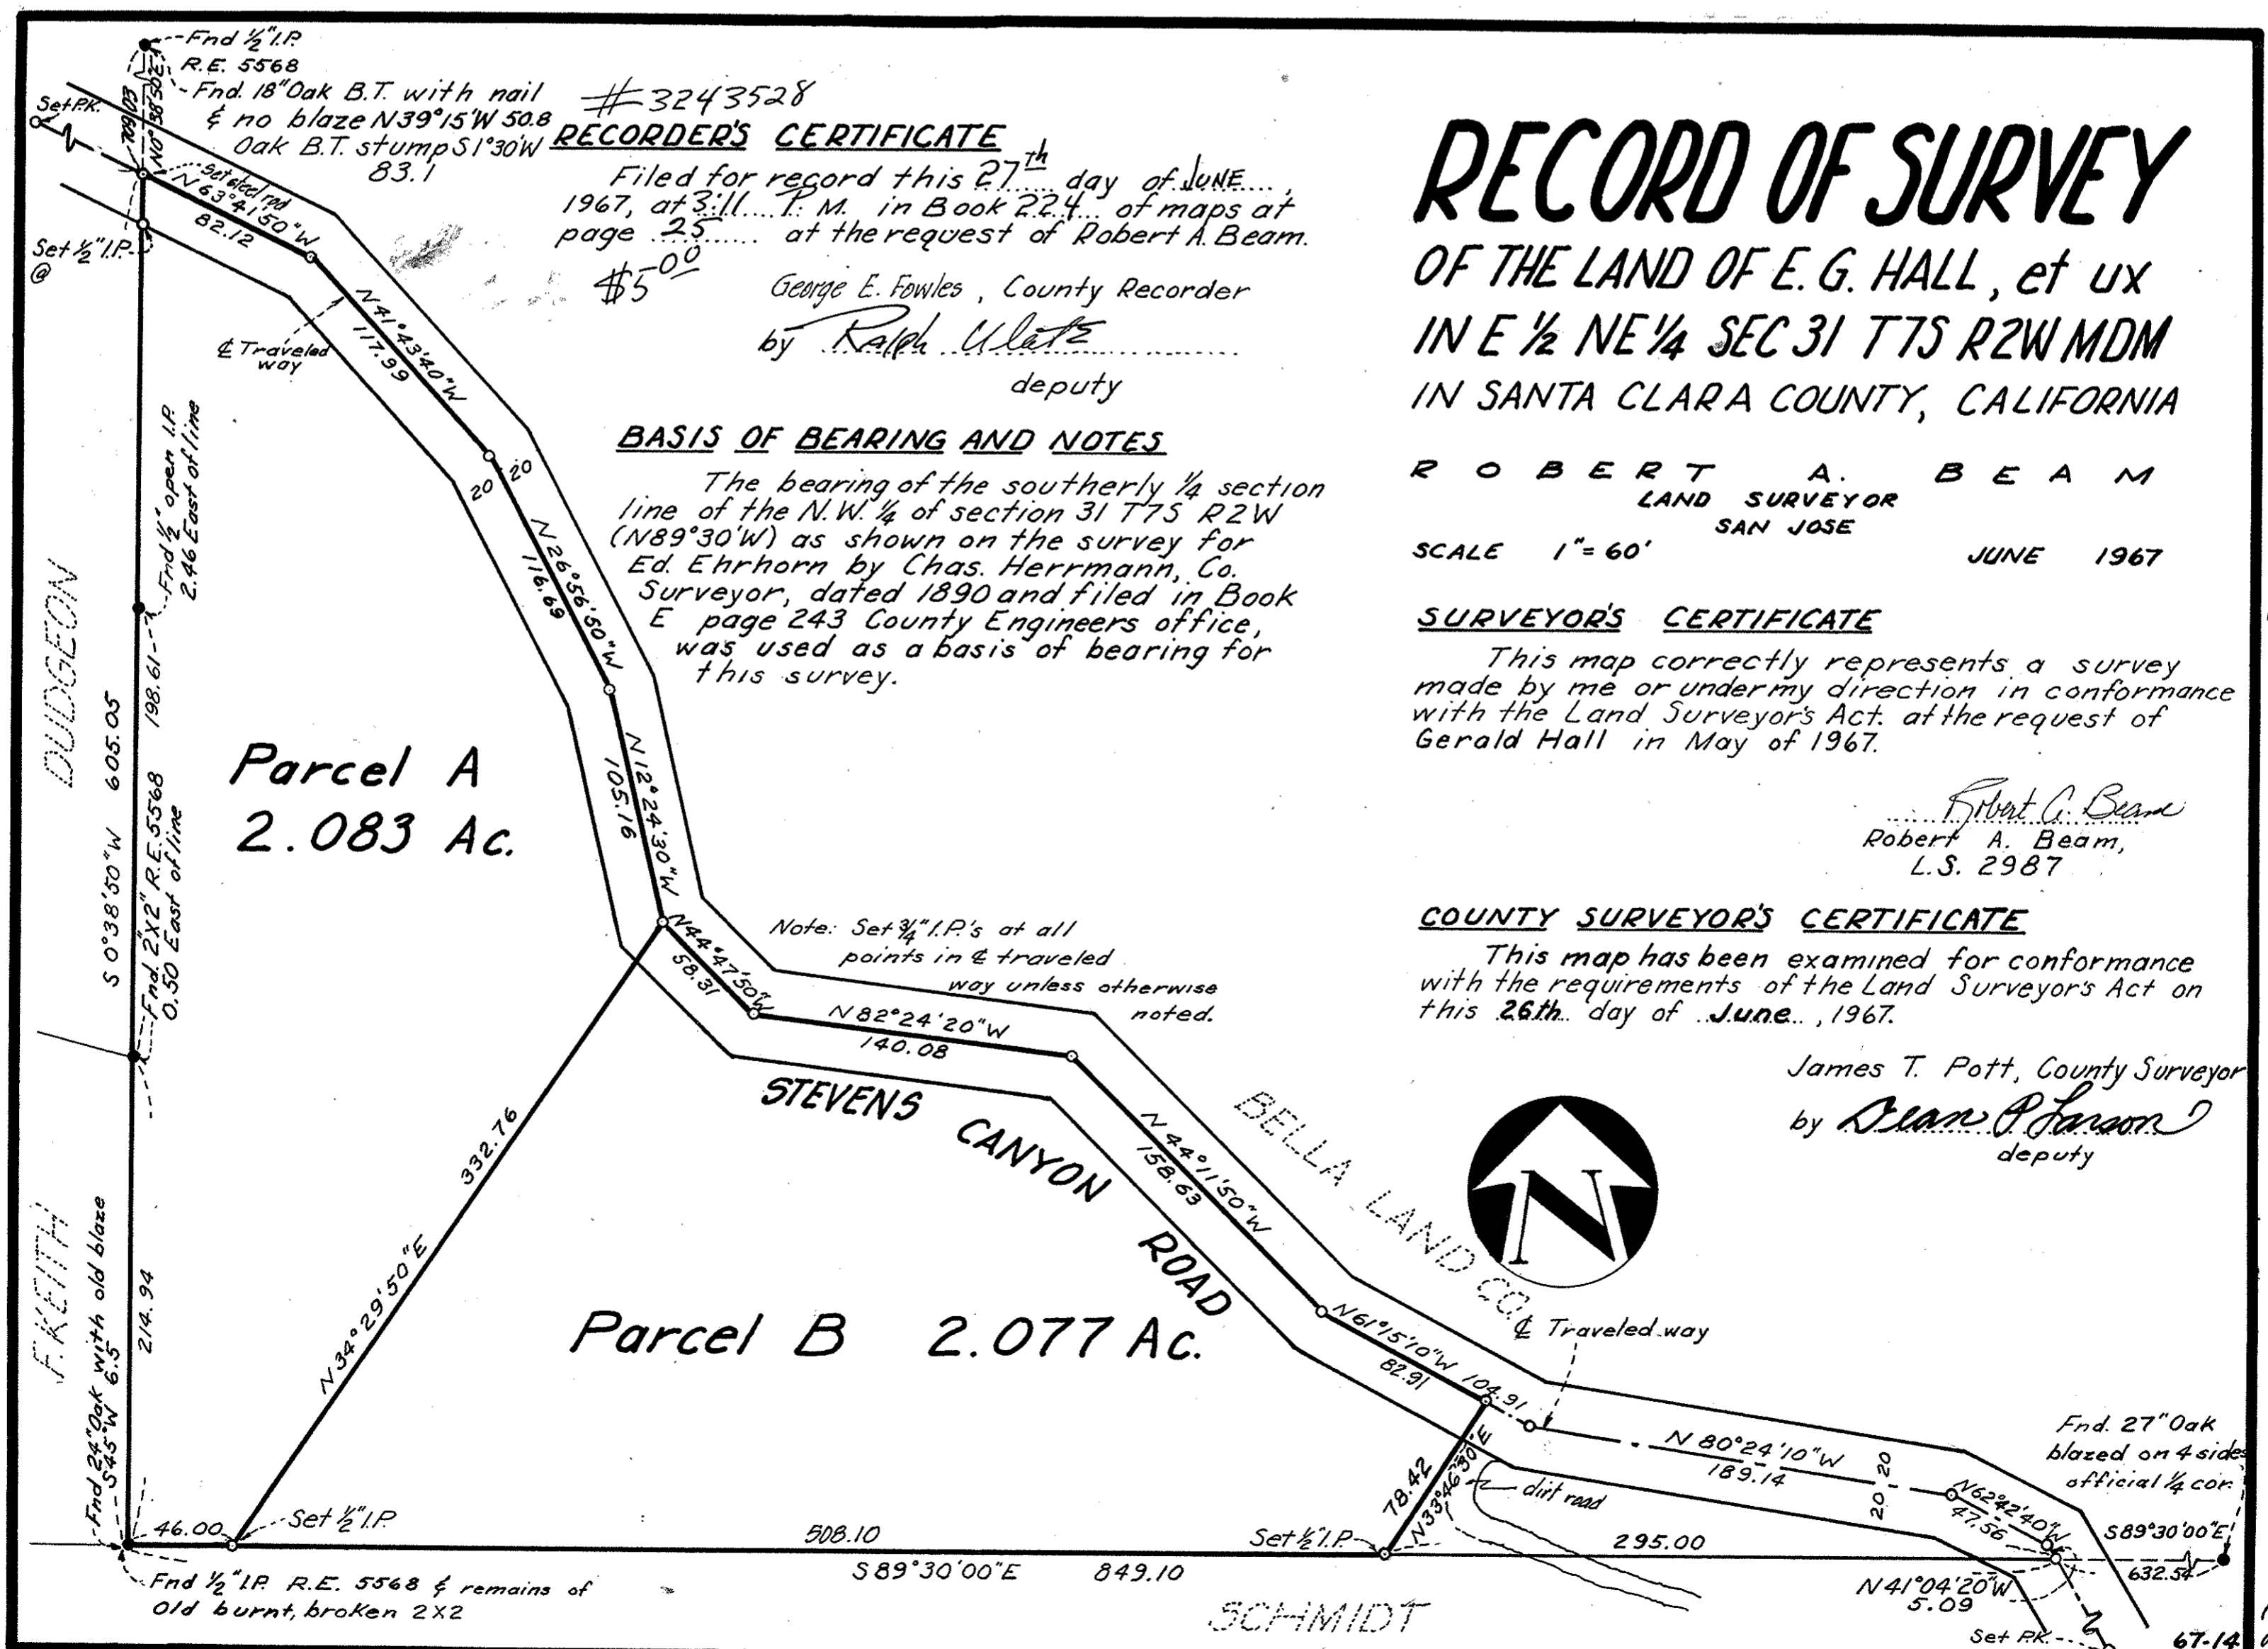 Fnd ½" I.P.
R.E. 5568
Fnd. 18" Oak B.T. with nail
& no blaze N39°15'W 50.8
Oak B.T. stump S1°30'W
83.1
Set P.K.
709.03
N0°38'50"E
Set steel rod
N63°41'50"W
82.12
Set ½" I.P.
@
#3243528
RECORDER'S CERTIFICATE
Filed for record this 27th day of JUNE,
1967, at 3:11 P. M. in Book 224 of maps at
page 25 at the request of Robert A. Beam.
$5-00
George E. Fowles, County Recorder
by Ralph
deputy
BASIS OF BEARING AND NOTES
The bearing of the southerly ¼ section
line of the N.W. ¼ of section 31 T7S R2W
(N89°30'W) as shown on the survey for
Ed. Ehrhorn by Chas. Herrmann, Co.
Surveyor, dated 1890 and filed in Book
E page 243 County Engineers office,
was used as a basis of bearing for
this survey.
RECORD OF SURVEY
OF THE LAND OF E. G. HALL, et ux
IN E ½ NE ¼ SEC 31 T7S R2W MDM
IN SANTA CLARA COUNTY, CALIFORNIA
ROBERT A. BEAM
LAND SURVEYOR
SAN JOSE
SCALE 1"= 60' JUNE 1967
SURVEYOR'S CERTIFICATE
This map correctly represents a survey
made by me or under my direction in conformance
with the Land Surveyor's Act. at the request of
Gerald Hall in May of 1967.
Robert A. Beam
Robert A. Beam,
L.S. 2987
COUNTY SURVEYOR'S CERTIFICATE
This map has been examined for conformance
with the requirements of the Land Surveyor's Act on
this 26th day of June, 1967.
James T. Pott, County Surveyor
by Dean P Larson
deputy
N
℄ Traveled
way
N41°43'40"W
117.99
20
20
N26°56'50"W
116.69
N12°24'30"W
105.16
N44°47'50"W
58.31
Note: Set ¾" I.P.'s at all
points in ℄ traveled
way unless otherwise
noted.
N82°24'20"W
140.08
N44°11'50"W
158.63
N61°15'10"W 104.91
82.91
℄ Traveled way
N 80°24'10"W
189.14
20
20
N62°42'40"W
47.56
Fnd. 27" Oak
blazed on 4 sides
official ¼ cor.
S89°30'00"E
632.54
N41°04'20"W
5.09
Set P.K.
67-14
DUDGEON
F. KEITH
BELLA LAND CO.
SCHMIDT
STEVENS CANYON ROAD
Fnd ½" open I.P.
2.46 East of line
198.61
S0°38'50"W 605.05
Fnd. 2"X2" R.E. 5568
0.50 East of line
Parcel A
2.083 Ac.
Parcel B 2.077 Ac.
332.76
N34°29'50"E
Fnd 24" Oak with old blaze
S45°W 6.5
214.94
46.00
Set ½" I.P.
508.10
Set ½" I.P.
78.42
N33°46'30"E
dirt road
295.00
S89°30'00"E 849.10
Fnd ½" I.P. R.E. 5568 & remains of
Old burnt, broken 2X2